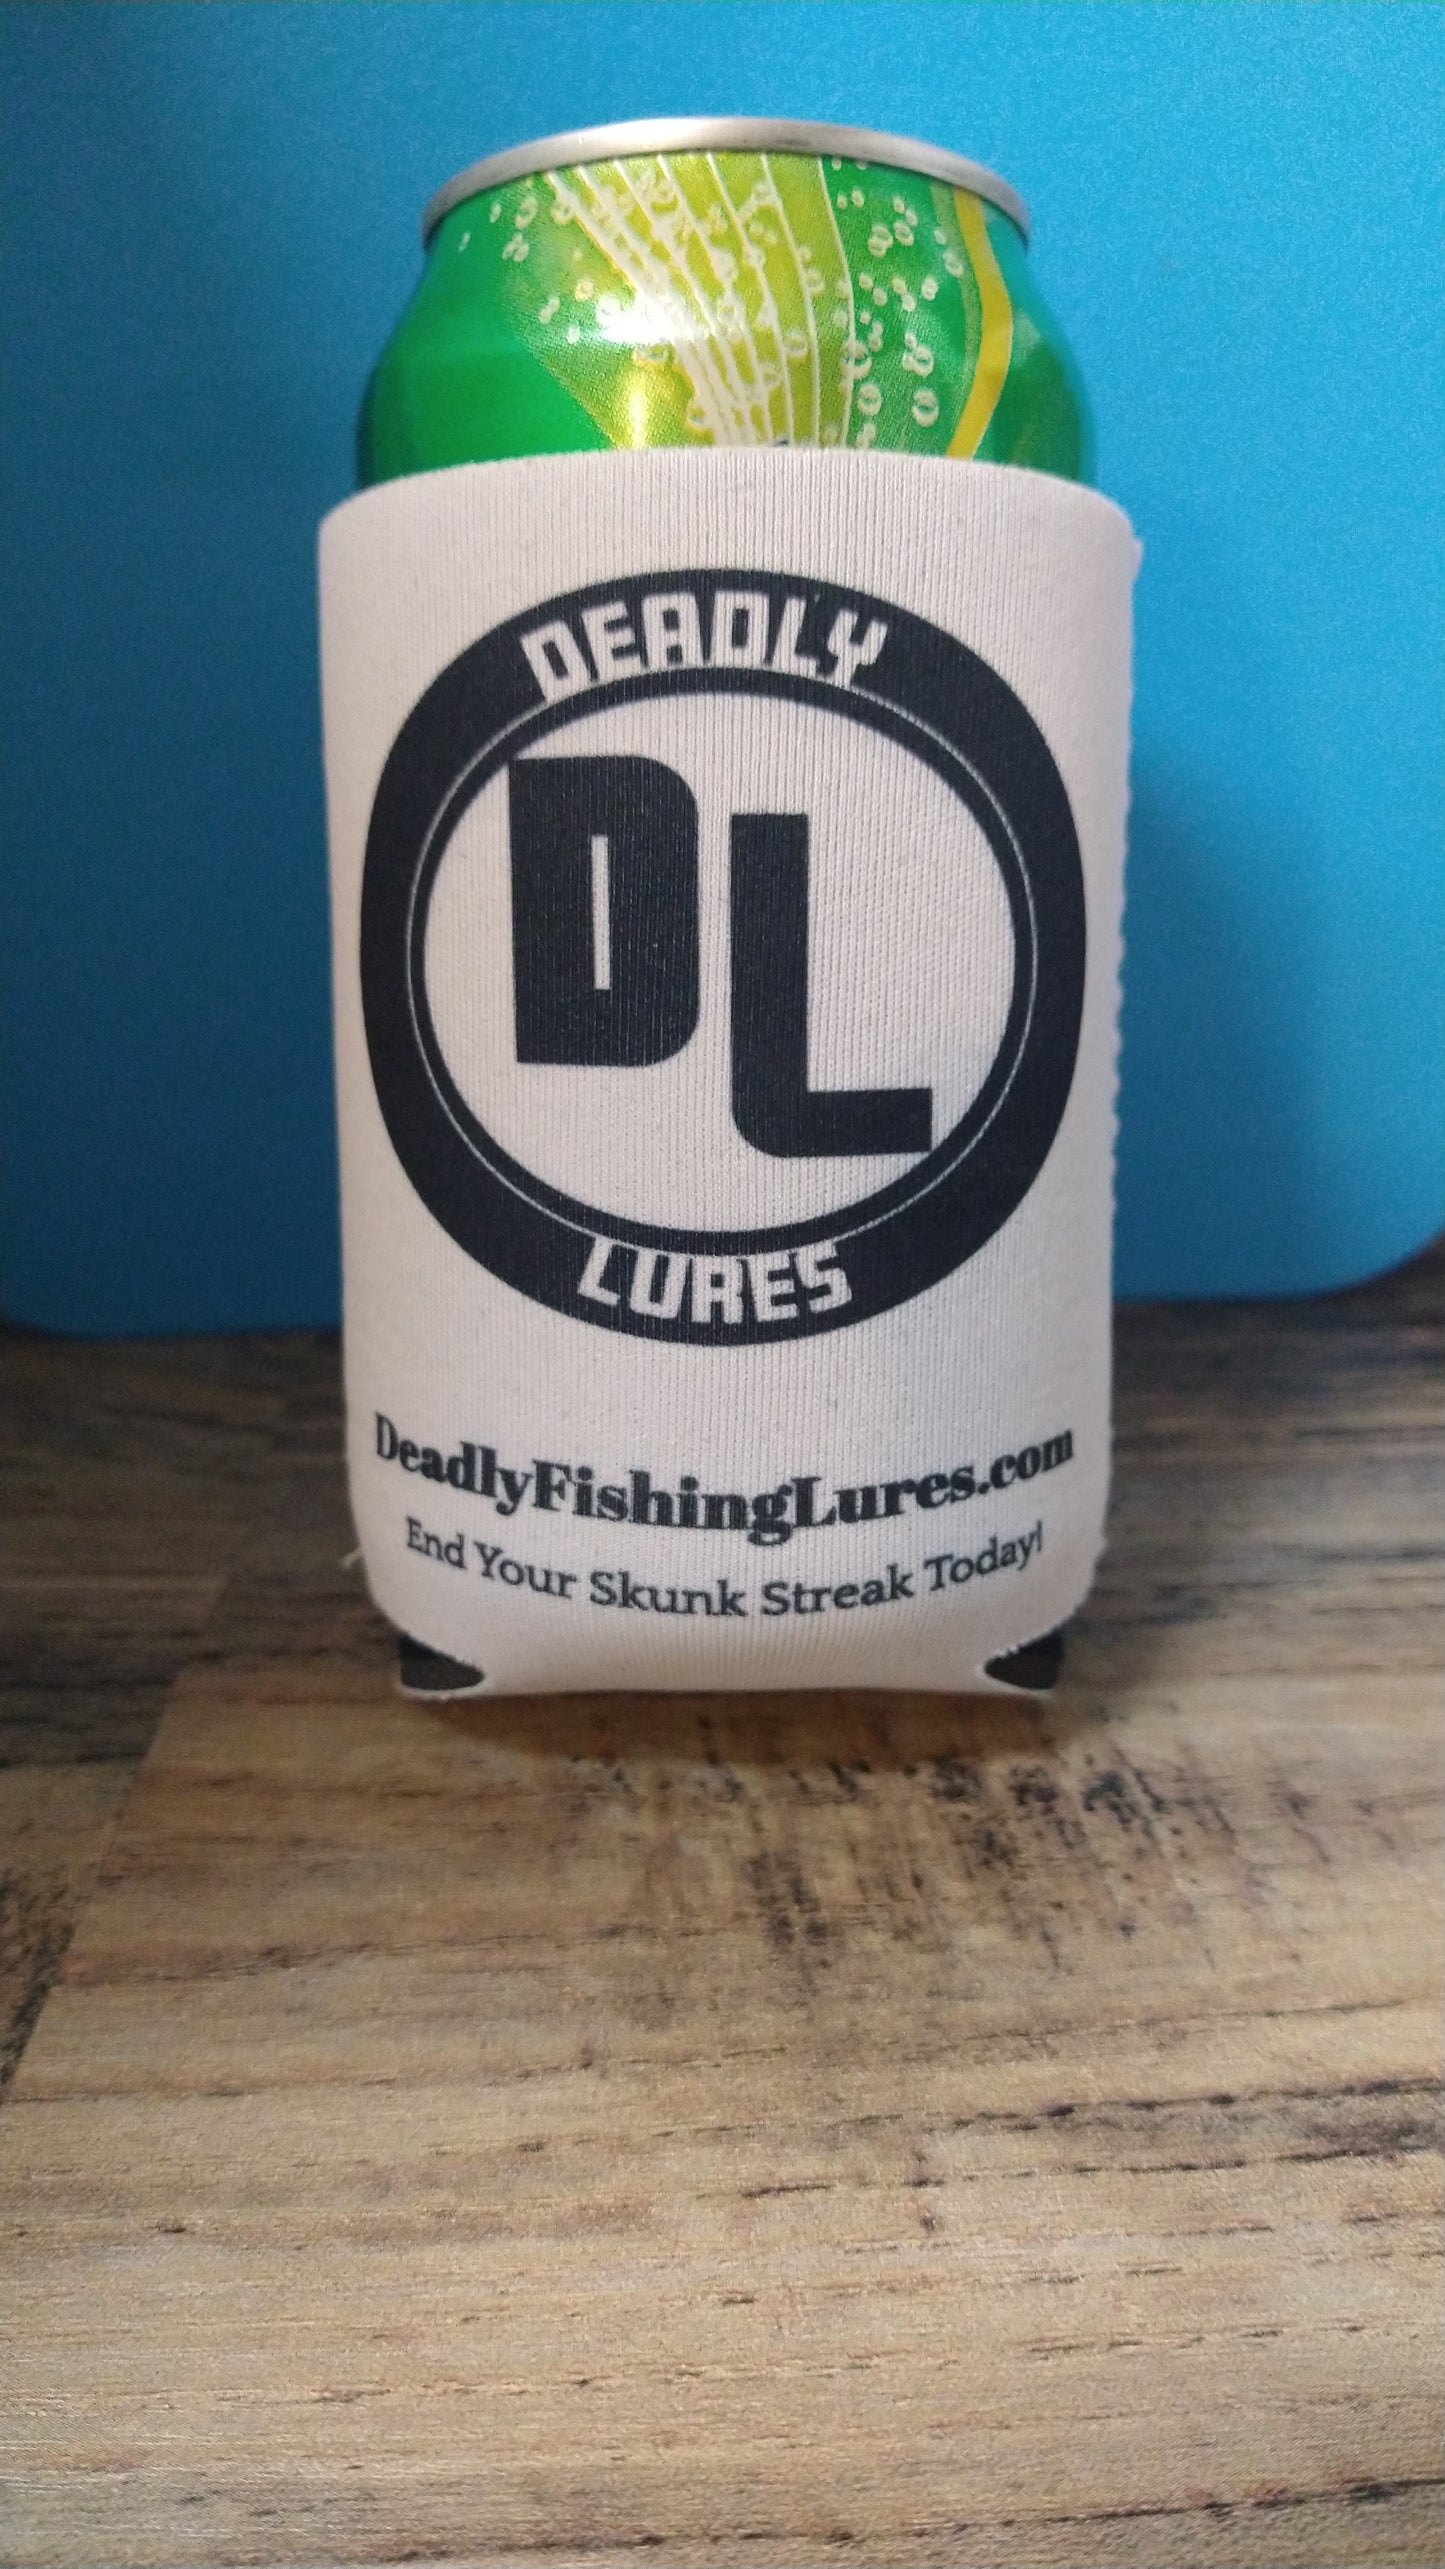 DEADLY
DL
LURES
DeadlyFishingLures.com
End Your Skunk Streak Today!